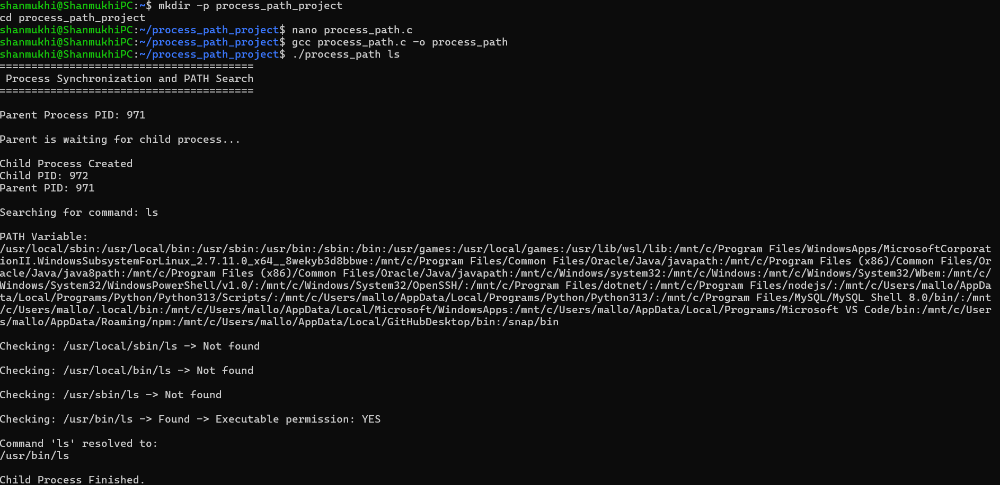 shanmukhi@ShanmukhiPC:~$ mkdir -p process_path_project
cd process_path_project
shanmukhi@ShanmukhiPC:~/process_path_project$ nano process_path.c
shanmukhi@ShanmukhiPC:~/process_path_project$ gcc process_path.c -o process_path
shanmukhi@ShanmukhiPC:~/process_path_project$ ./process_path ls
========================================
 Process Synchronization and PATH Search
========================================

Parent Process PID: 971

Parent is waiting for child process...

Child Process Created
Child PID: 972
Parent PID: 971

Searching for command: ls

PATH Variable:
/usr/local/sbin:/usr/local/bin:/usr/sbin:/usr/bin:/sbin:/bin:/usr/games:/usr/local/games:/usr/lib/wsl/lib:/mnt/c/Program Files/WindowsApps/MicrosoftCorporat
ionII.WindowsSubsystemForLinux_2.7.11.0_x64__8wekyb3d8bbwe:/mnt/c/Program Files/Common Files/Oracle/Java/javapath:/mnt/c/Program Files (x86)/Common Files/Or
acle/Java/java8path:/mnt/c/Program Files (x86)/Common Files/Oracle/Java/javapath:/mnt/c/Windows/system32:/mnt/c/Windows:/mnt/c/Windows/System32/Wbem:/mnt/c/
Windows/System32/WindowsPowerShell/v1.0/:/mnt/c/Windows/System32/OpenSSH/:/mnt/c/Program Files/dotnet/:/mnt/c/Program Files/nodejs/:/mnt/c/Users/mallo/AppDa
ta/Local/Programs/Python/Python313/Scripts/:/mnt/c/Users/mallo/AppData/Local/Programs/Python/Python313/:/mnt/c/Program Files/MySQL/MySQL Shell 8.0/bin/:/mnt
/c/Users/mallo/.local/bin:/mnt/c/Users/mallo/AppData/Local/Microsoft/WindowsApps:/mnt/c/Users/mallo/AppData/Local/Programs/Microsoft VS Code/bin:/mnt/c/User
s/mallo/AppData/Roaming/npm:/mnt/c/Users/mallo/AppData/Local/GitHubDesktop/bin:/snap/bin

Checking: /usr/local/sbin/ls -> Not found

Checking: /usr/local/bin/ls -> Not found

Checking: /usr/sbin/ls -> Not found

Checking: /usr/bin/ls -> Found -> Executable permission: YES

Command 'ls' resolved to:
/usr/bin/ls

Child Process Finished.